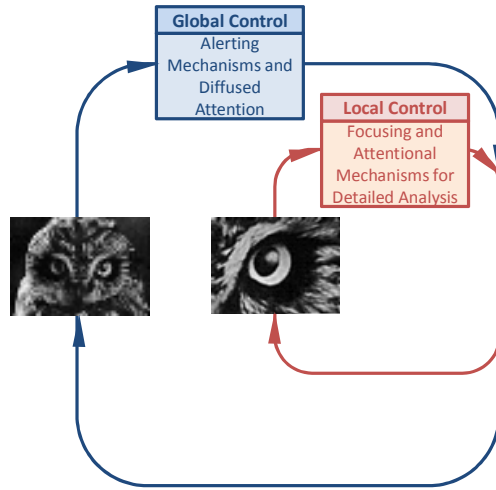 Global Control
Alerting
Mechanisms and
Diffused
Attention
Local Control
Focusing and
Attentional
Mechanisms for
Detailed Analysis